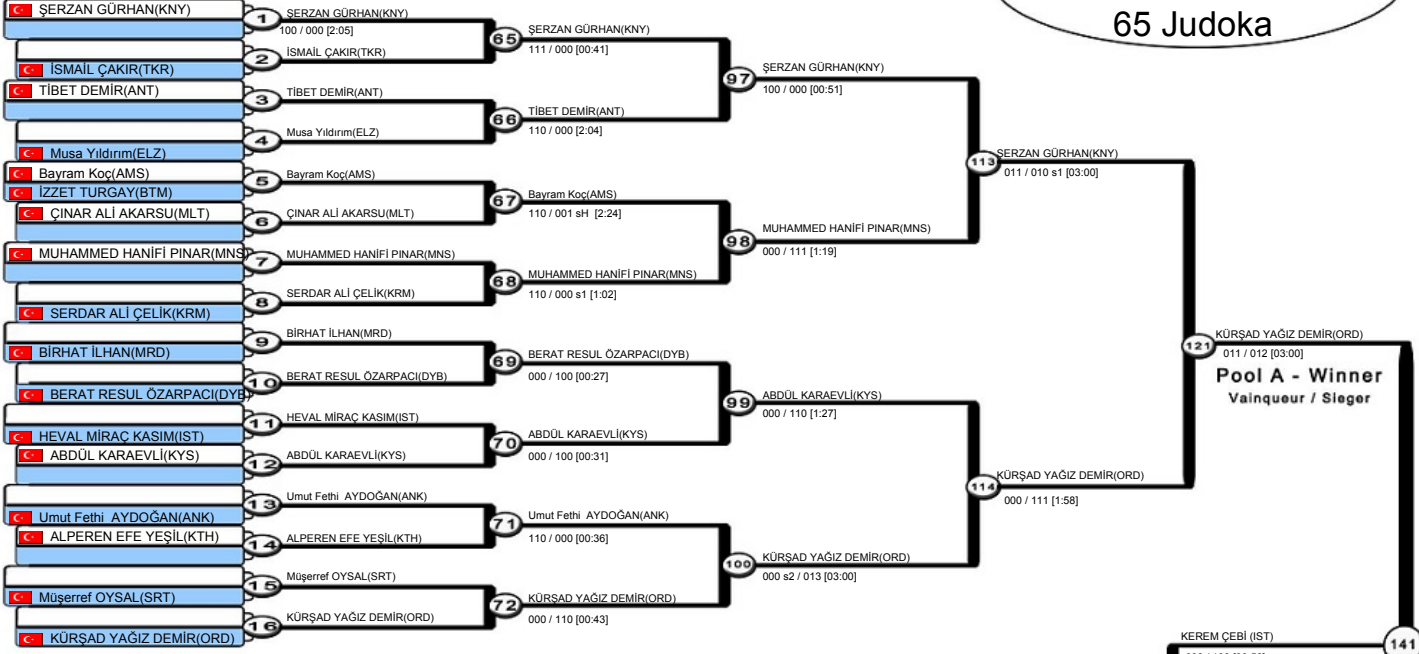 65 Judoka
ŞERZAN GÜRHAN(KNY)
1
İSMAİL ÇAKIR(TKR)
2
TİBET DEMİR(ANT)
3
Musa Yıldırım(ELZ)
4
Bayram Koç(AMS)
İZZET TURGAY(BTM)
5
ÇINAR ALİ AKARSU(MLT)
6
MUHAMMED HANİFİ PINAR(MNS)
7
SERDAR ALİ ÇELİK(KRM)
8
BİRHAT İLHAN(MRD)
9
BERAT RESUL ÖZARPACI(DYB)
10
HEVAL MİRAÇ KASIM(IST)
11
ABDÜL KARAEVLİ(KYS)
12
Umut Fethi AYDOĞAN(ANK)
13
ALPEREN EFE YEŞİL(KTH)
14
Müşerref OYSAL(SRT)
15
KÜRŞAD YAĞIZ DEMİR(ORD)
16
ŞERZAN GÜRHAN(KNY)
100 / 000 [2:05]
İSMAİL ÇAKIR(TKR)
65
TİBET DEMİR(ANT)
Musa Yıldırım(ELZ)
66
Bayram Koç(AMS)
ÇINAR ALİ AKARSU(MLT)
67
MUHAMMED HANİFİ PINAR(MNS)
SERDAR ALİ ÇELİK(KRM)
68
BİRHAT İLHAN(MRD)
BERAT RESUL ÖZARPACI(DYB)
69
HEVAL MİRAÇ KASIM(IST)
ABDÜL KARAEVLİ(KYS)
70
Umut Fethi AYDOĞAN(ANK)
ALPEREN EFE YEŞİL(KTH)
71
Müşerref OYSAL(SRT)
KÜRŞAD YAĞIZ DEMİR(ORD)
72
ŞERZAN GÜRHAN(KNY)
111 / 000 [00:41]
TİBET DEMİR(ANT)
110 / 000 [2:04]
97
Bayram Koç(AMS)
110 / 001 sH [2:24]
MUHAMMED HANİFİ PINAR(MNS)
110 / 000 s1 [1:02]
98
BERAT RESUL ÖZARPACI(DYB)
000 / 100 [00:27]
ABDÜL KARAEVLİ(KYS)
000 / 100 [00:31]
99
Umut Fethi AYDOĞAN(ANK)
110 / 000 [00:36]
KÜRŞAD YAĞIZ DEMİR(ORD)
000 / 110 [00:43]
100
ŞERZAN GÜRHAN(KNY)
100 / 000 [00:51]
MUHAMMED HANİFİ PINAR(MNS)
000 / 111 [1:19]
113
ABDÜL KARAEVLİ(KYS)
000 / 110 [1:27]
KÜRŞAD YAĞIZ DEMİR(ORD)
000 s2 / 013 [03:00]
114
ŞERZAN GÜRHAN(KNY)
011 / 010 s1 [03:00]
KÜRŞAD YAĞIZ DEMİR(ORD)
000 / 111 [1:58]
121
KÜRŞAD YAĞIZ DEMİR(ORD)
011 / 012 [03:00]
Pool A - Winner
Vainqueur / Sieger
KEREM ÇEBİ (IST)
141